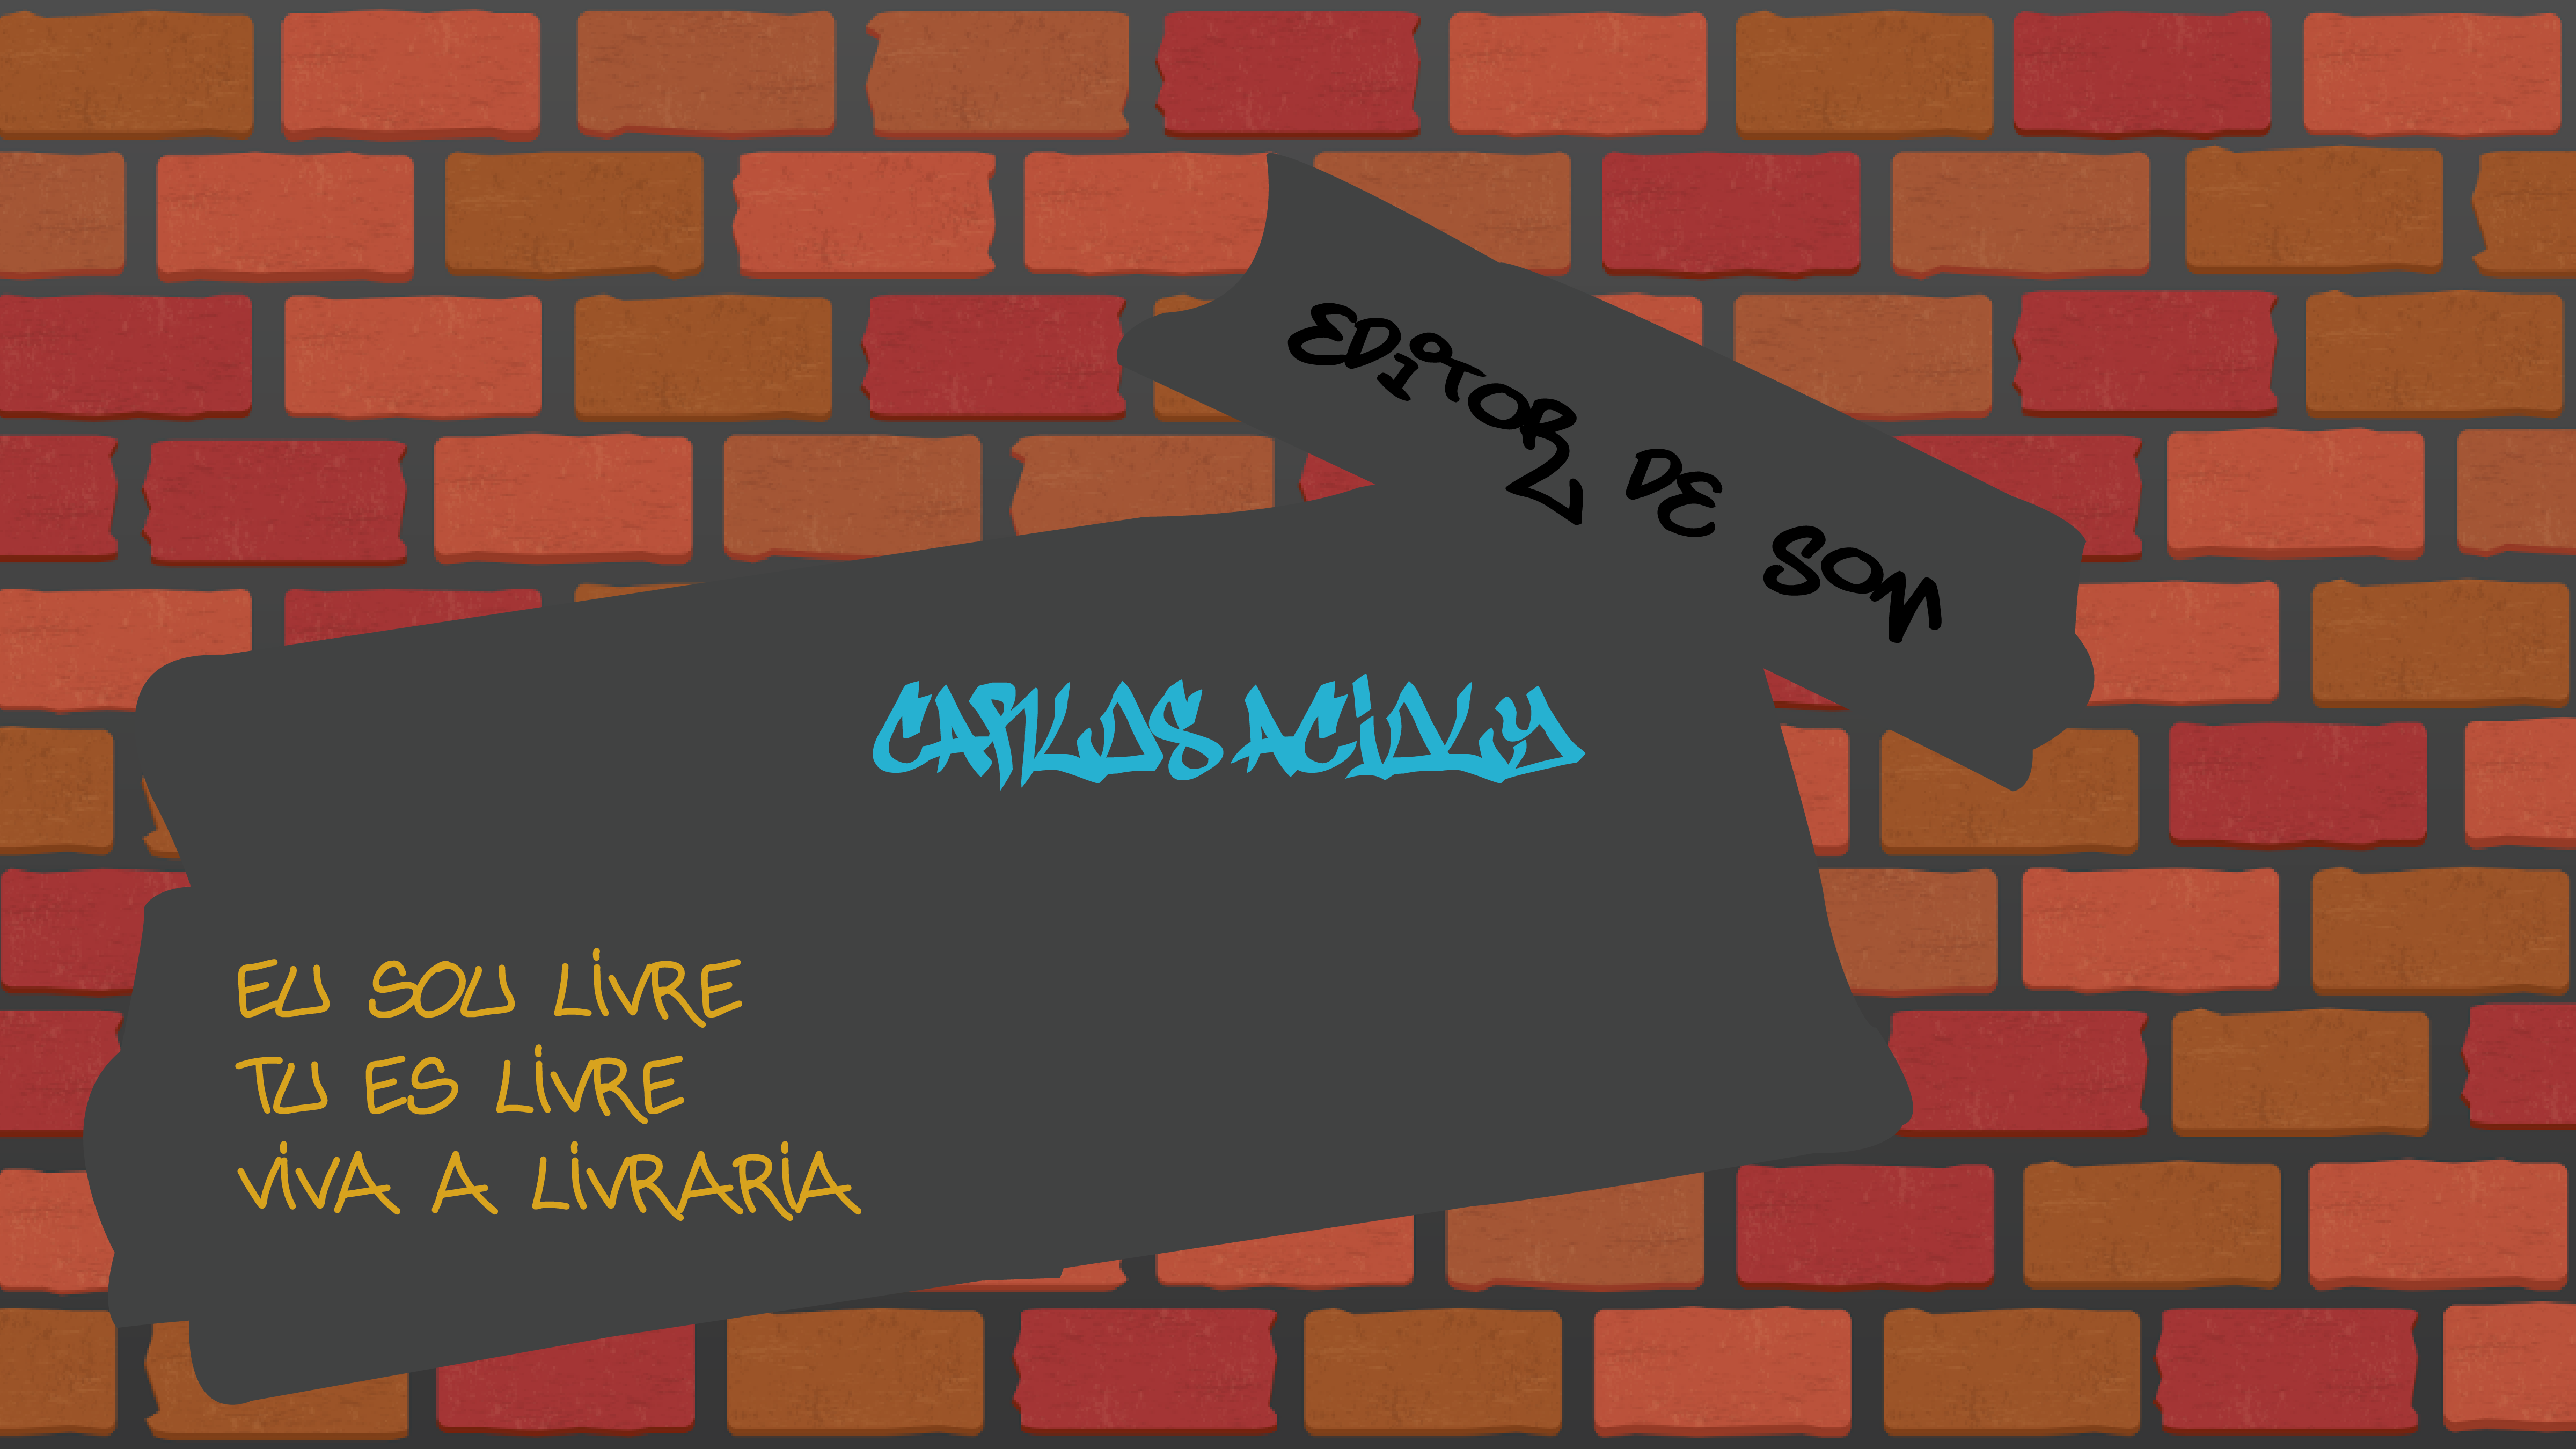 EDITOR DE SOM
CARLOS ACIOLY
EU SOU LIVRE
TU ES LIVRE
VIVA A LIVRARIA